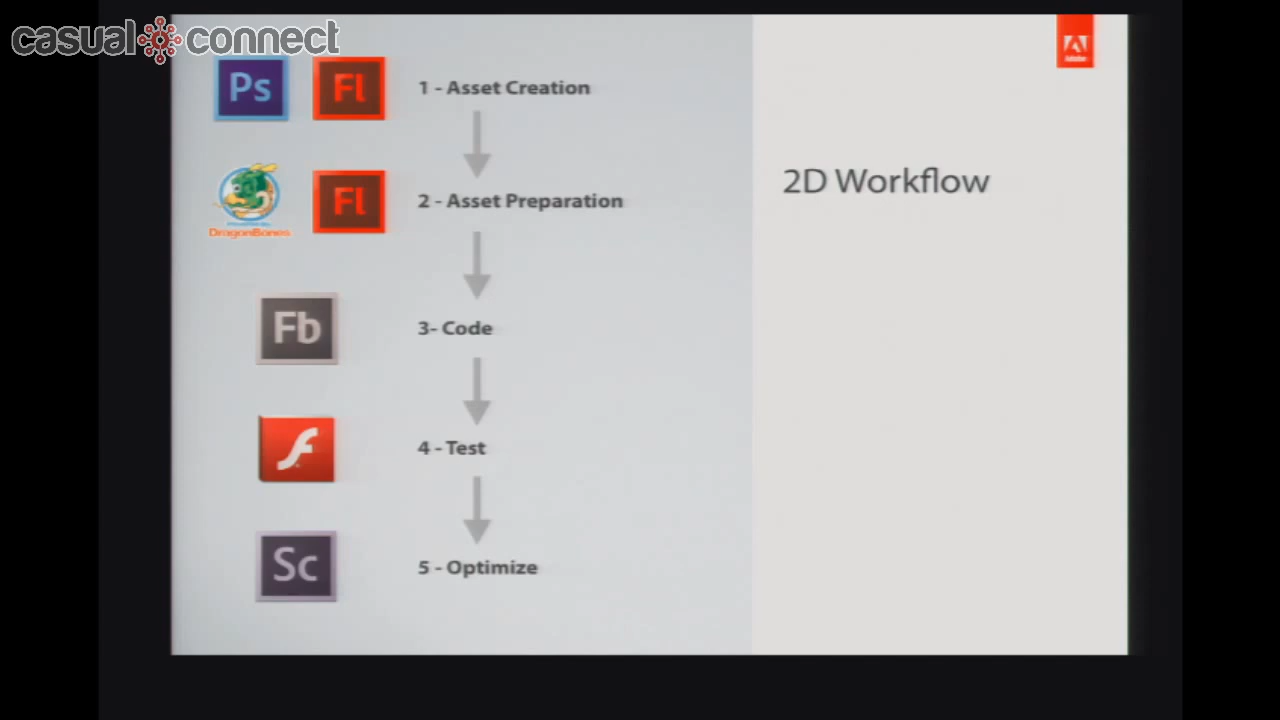 casual connect
Adobe
Ps
Fl
1 - Asset Creation
2D Workflow
Fl
2 - Asset Preparation
DragonBones
Fb
3- Code
4 - Test
Sc
5 - Optimize